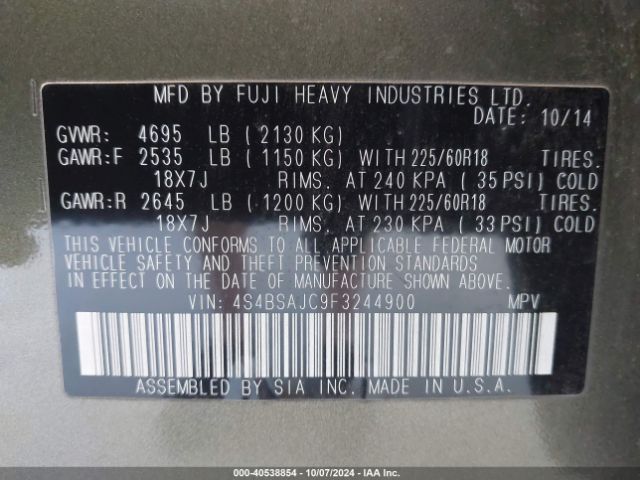 MFD BY FUJI HEAVY INDUSTRIES LTD.
DATE: 10/14
GVWR: 4695 LB ( 2130 KG)
GAWR:F 2535 LB ( 1150 KG) WITH 225/60R18 TIRES.
18X7J RIMS. AT 240 KPA ( 35 PSI) COLD
GAWR:R 2645 LB ( 1200 KG) WITH 225/60R18 TIRES.
18X7J RIMS. AT 230 KPA ( 33 PSI) COLD
THIS VEHICLE CONFORMS TO ALL APPLICABLE FEDERAL MOTOR
VEHICLE SAFETY AND THEFT PREVENTION STANDARDS
IN EFFECT ON THE DATE OF MANUFACTURE SHOWN ABOVE.
VIN: 4S4BSAJC9F3244900 MPV
ASSEMBLED BY SIA INC. MADE IN U.S.A.
000-40538854 - 10/07/2024 - IAA Inc.